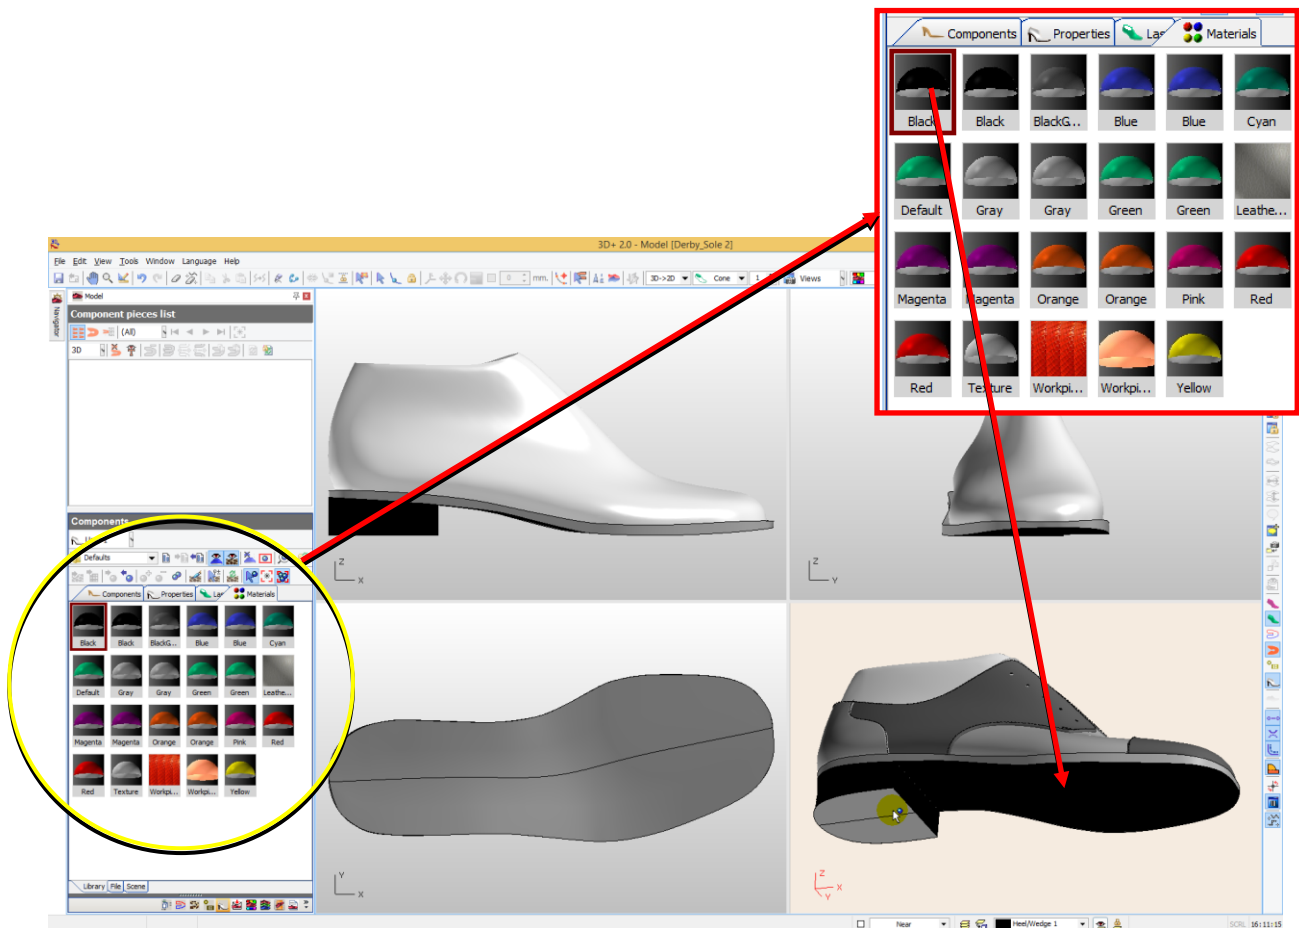 Components Properties Las Materials
Black Black BlackG... Blue Blue Cyan
Default Gray Gray Green Green Leathe...
Magenta Magenta Orange Orange Pink Red
Red Texture Workpi... Workpi... Yellow
3D+ 2.0 - Model [Derby_Sole 2]
File Edit View Tools Window Language Help
0 mm. 3D->2D Cone 1 Views
Model
Navigator
Component pieces list
(All)
3D
Components
Defaults
Components Properties Las Materials
Black Black BlackG... Blue Blue Cyan
Default Gray Gray Green Green Leathe...
Magenta Magenta Orange Orange Pink Red
Red Texture Workpi... Workpi... Yellow
Library File Scene
Z
X
Z
Y
Y
X
Z
X
Y
Near Heel/Wedge 1 SCRL 16:11:15